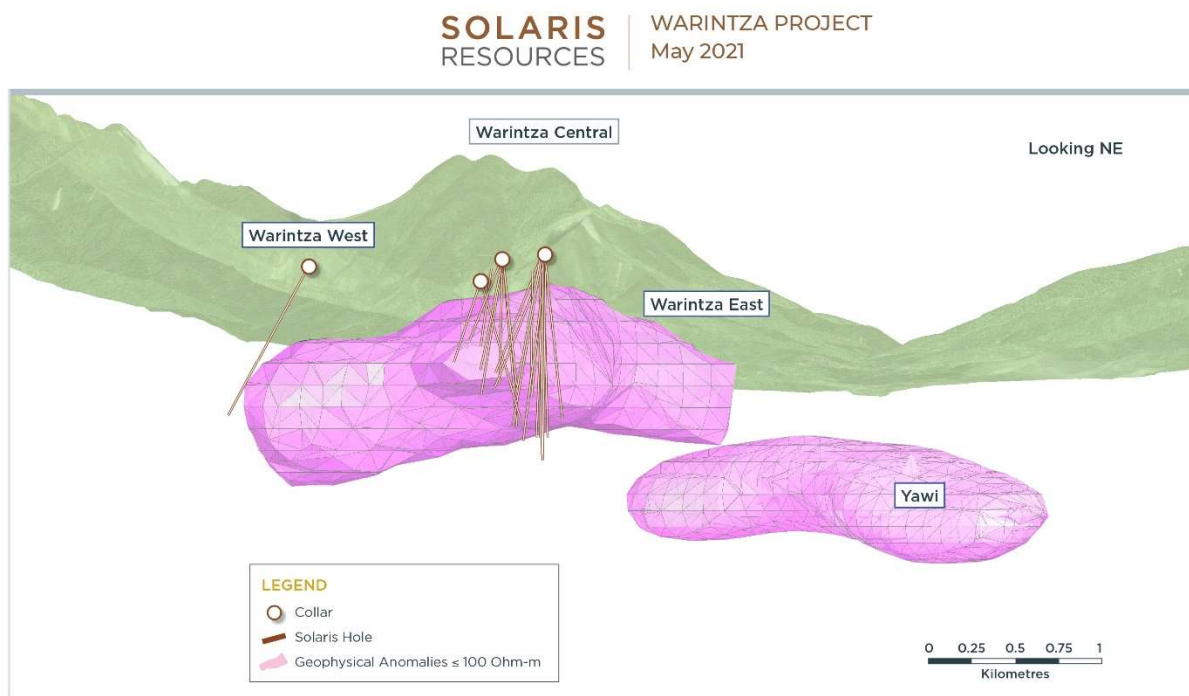 SOLARIS
RESOURCES
WARINTZA PROJECT
May 2021
Warintza Central
Looking NE
Warintza West
Warintza East
Yawi
LEGEND
Collar
Solaris Hole
Geophysical Anomalies ≤ 100 Ohm-m
0 0.25 0.5 0.75 1
Kilometres